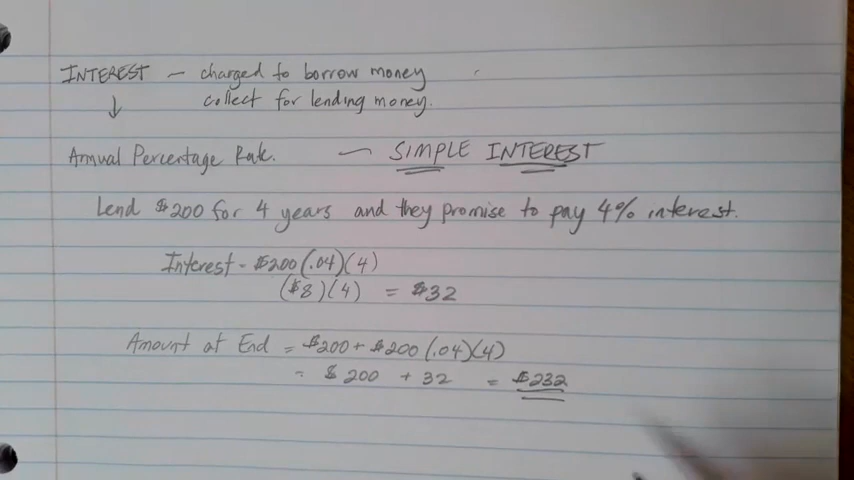 INTEREST – charged to borrow money
collect for lending money.
Annual Percentage Rate. – SIMPLE INTEREST
Lend $200 for 4 years and they promise to pay 4% interest.
Interest - $200 (.04)(4)
($8)(4) = $32
Amount at End = $200 + $200 (.04)(4)
= $200 + 32 = $232